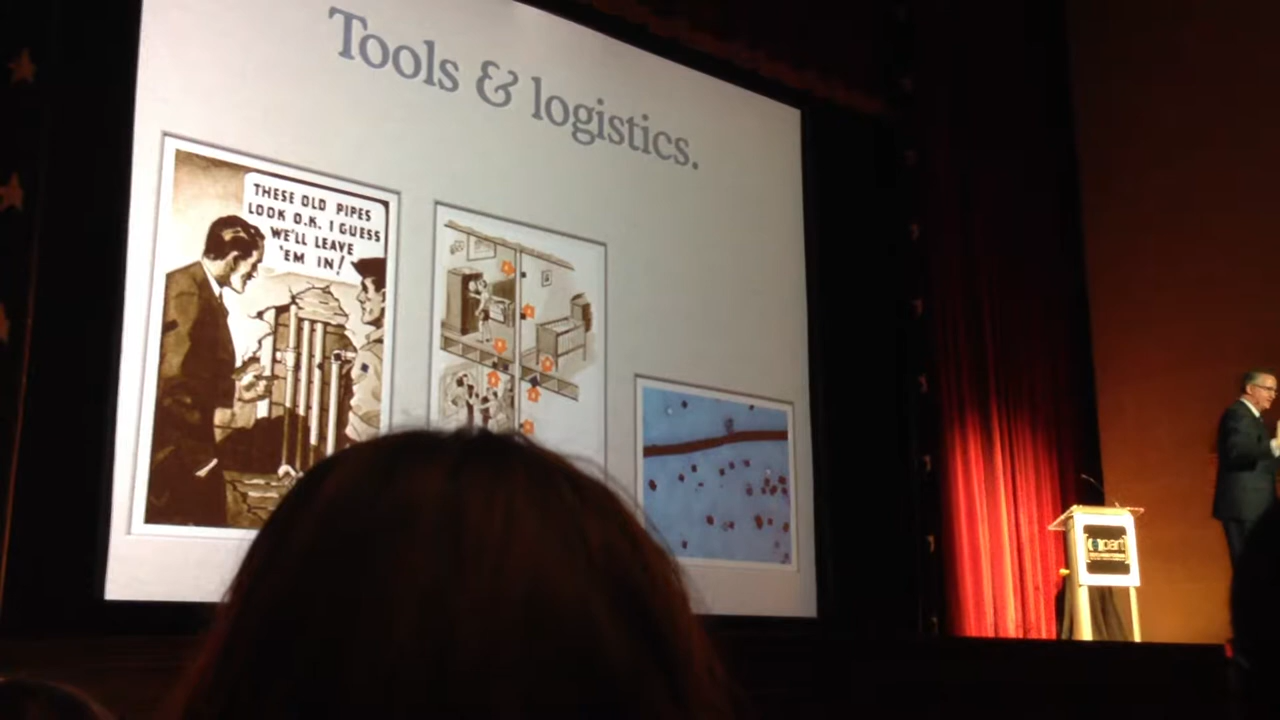 Tools & logistics.
THESE OLD PIPES
LOOK O.K. I GUESS
WE'LL LEAVE
'EM IN!